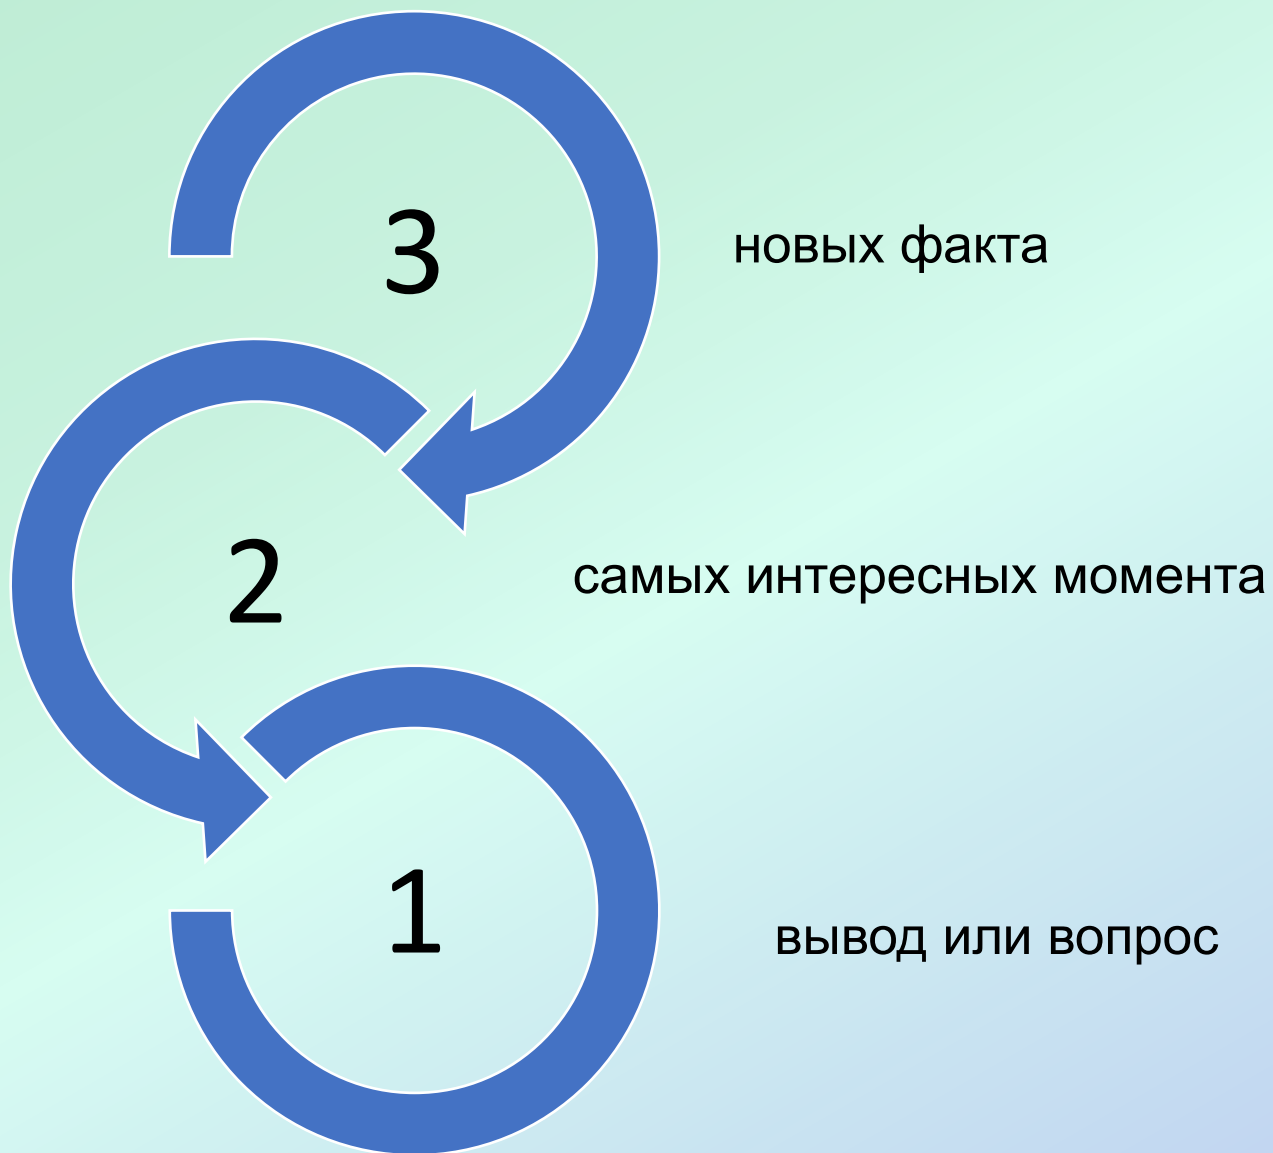 3
новых факта
2
самых интересных момента
1
вывод или вопрос